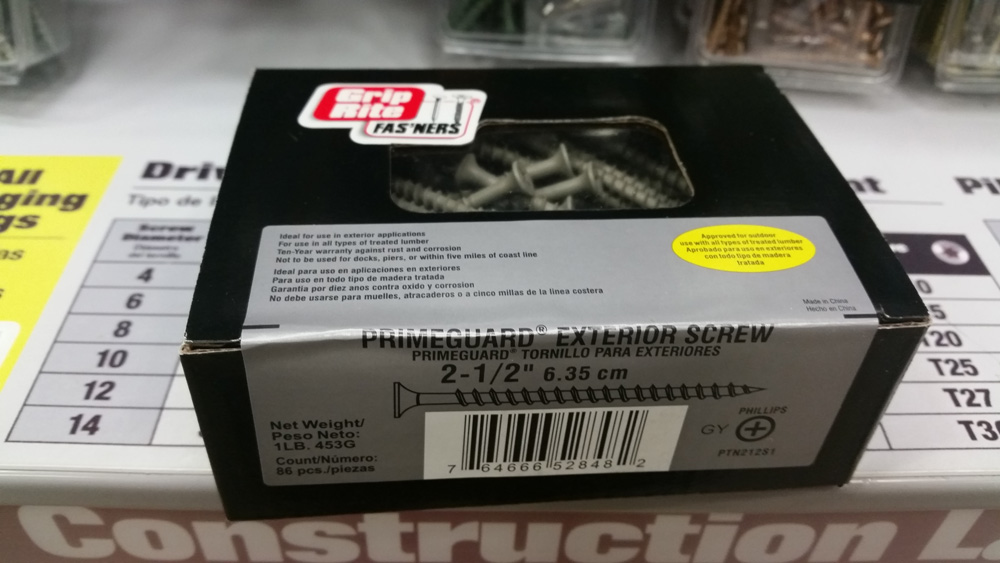 Grip
Rite
FAS'NERS
Ideal for use in exterior applications
For use in all types of treated lumber
Ten-Year warranty against rust and corrosion
Not to be used for docks, piers, or within five miles of coast line
Ideal para uso en aplicaciones en exteriores
Para uso en todo tipo de madera tratada
Garantia por diez anos contra oxido y corrosion
No debe usarse para muelles, atracaderos o a cinco millas de la linea costera
Approved for outdoor
use with all types of treated lumber
Aprobado para uso en exteriores
con todo tipo de madera
tratada
Made in China
Hecho en China
PRIMEGUARD® EXTERIOR SCREW
PRIMEGUARD® TORNILLO PARA EXTERIORES
2-1/2" 6.35 cm
Net Weight/
Peso Neto:
1LB. 453G
Count/Número:
86 pcs./piezas
7 64666 52848 2
PHILLIPS
GY
PTN212S1
All
Tipo de
Screw
Diameter
4
6
8
10
12
14
T20
T25
T27
Construction